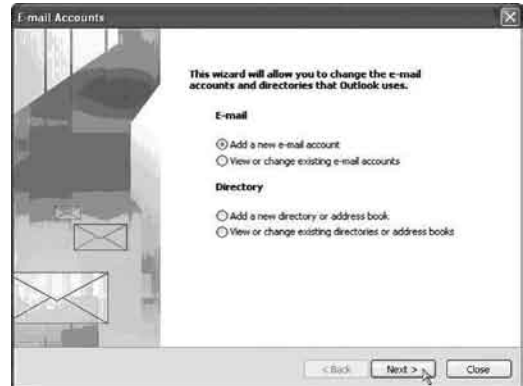 E-mail Accounts
This wizard will allow you to change the e-mail
accounts and directories that Outlook uses.
E-mail
Add a new e-mail account
View or change existing e-mail accounts
Directory
Add a new directory or address book
View or change existing directories or address books
< Back Next > Close